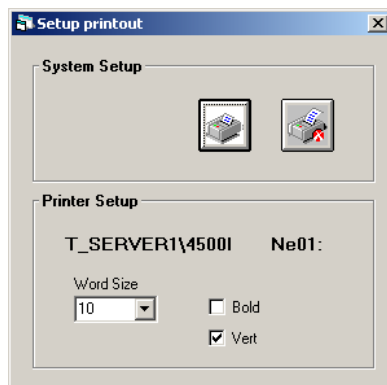 Setup printout
System Setup
Printer Setup
T_SERVER1\4500I Ne01:
Word Size
10
Bold
Vert